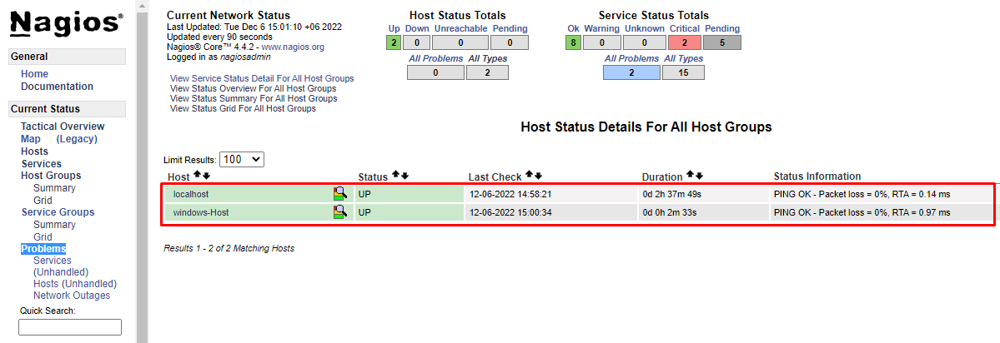 Nagios®
General
Home
Documentation
Current Status
Tactical Overview
Map (Legacy)
Hosts
Services
Host Groups
Summary
Grid
Service Groups
Summary
Grid
Problems
Services
(Unhandled)
Hosts (Unhandled)
Network Outages
Quick Search:
Current Network Status
Last Updated: Tue Dec 6 15:01:10 +06 2022
Updated every 90 seconds
Nagios® Core™ 4.4.2 - www.nagios.org
Logged in as nagiosadmin
View Service Status Detail For All Host Groups
View Status Overview For All Host Groups
View Status Summary For All Host Groups
View Status Grid For All Host Groups
Host Status Totals
Up Down Unreachable Pending
2 0 0 0
All Problems All Types
0 2
Service Status Totals
Ok Warning Unknown Critical Pending
8 0 0 2 5
All Problems All Types
2 15
Host Status Details For All Host Groups
Limit Results: 100
Host Status Last Check Duration Status Information
localhost UP 12-06-2022 14:58:21 0d 2h 37m 49s PING OK - Packet loss = 0%, RTA = 0.14 ms
windows-Host UP 12-06-2022 15:00:34 0d 0h 2m 33s PING OK - Packet loss = 0%, RTA = 0.97 ms
Results 1 - 2 of 2 Matching Hosts